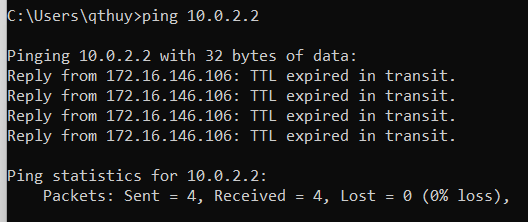 C:\Users\qthuy>ping 10.0.2.2
Pinging 10.0.2.2 with 32 bytes of data:
Reply from 172.16.146.106: TTL expired in transit.
Reply from 172.16.146.106: TTL expired in transit.
Reply from 172.16.146.106: TTL expired in transit.
Reply from 172.16.146.106: TTL expired in transit.
Ping statistics for 10.0.2.2:
Packets: Sent = 4, Received = 4, Lost = 0 (0% loss),